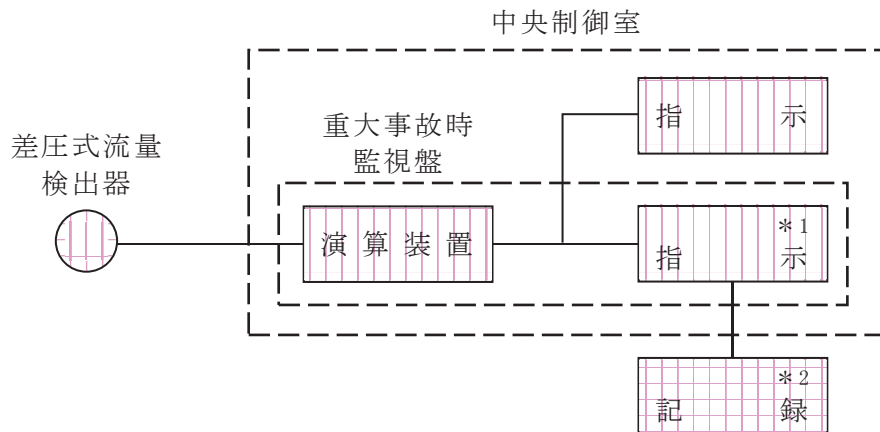 中央制御室
指示
重大事故時
監視盤
差圧式流量
検出器
演算装置
*1
指示
*2
記録